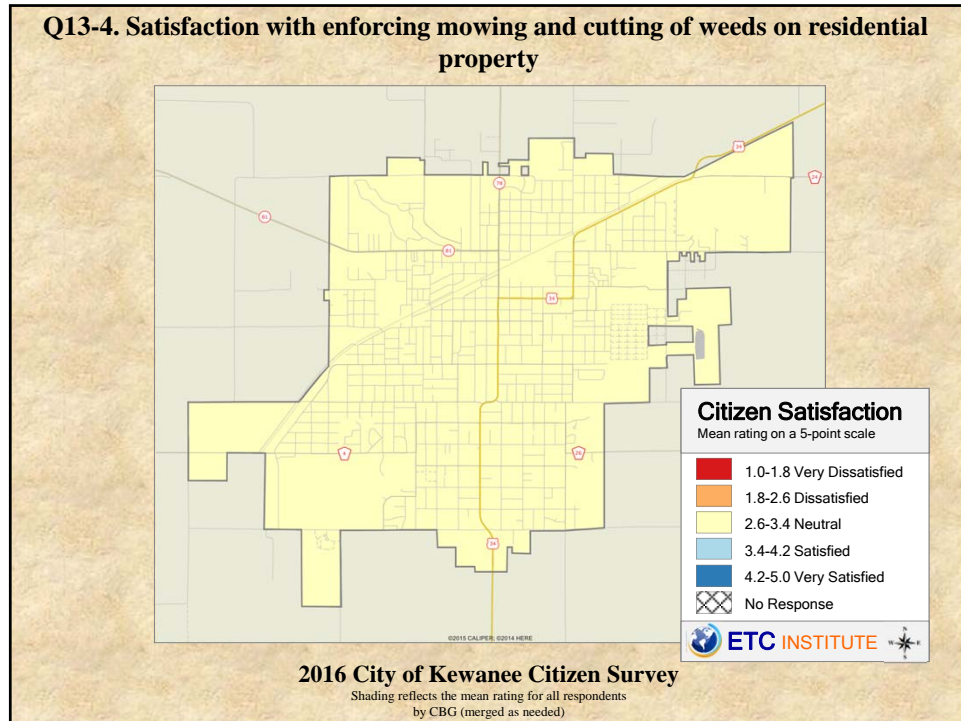 Q13-4. Satisfaction with enforcing mowing and cutting of weeds on residential
property
34
24
78
81
81
34
4
26
34
©2015 CALIPER; ©2014 HERE
Citizen Satisfaction
Mean rating on a 5-point scale
1.0-1.8 Very Dissatisfied
1.8-2.6 Dissatisfied
2.6-3.4 Neutral
3.4-4.2 Satisfied
4.2-5.0 Very Satisfied
No Response
ETC INSTITUTE
N
W E
S
2016 City of Kewanee Citizen Survey
Shading reflects the mean rating for all respondents
by CBG (merged as needed)